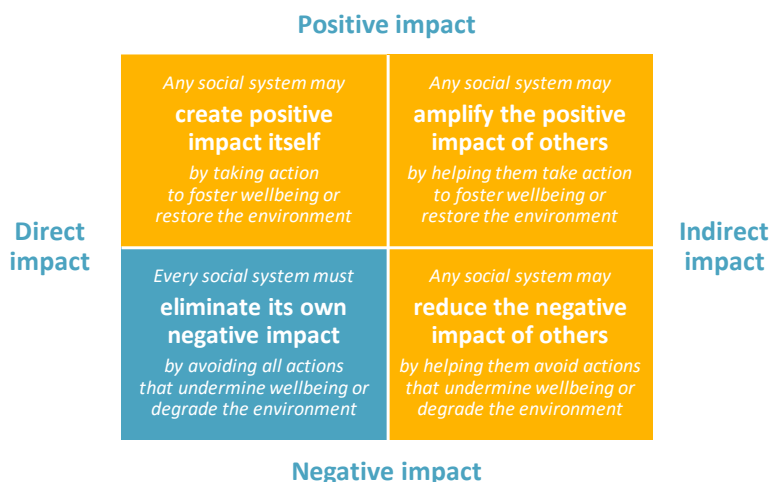 Positive impact
Any social system may
create positive
impact itself
by taking action
to foster wellbeing or
restore the environment
Any social system may
amplify the positive
impact of others
by helping them take action
to foster wellbeing or
restore the environment
Direct
impact
Indirect
impact
Every social system must
eliminate its own
negative impact
by avoiding all actions
that undermine wellbeing or
degrade the environment
Any social system may
reduce the negative
impact of others
by helping them avoid actions
that undermine wellbeing or
degrade the environment
Negative impact